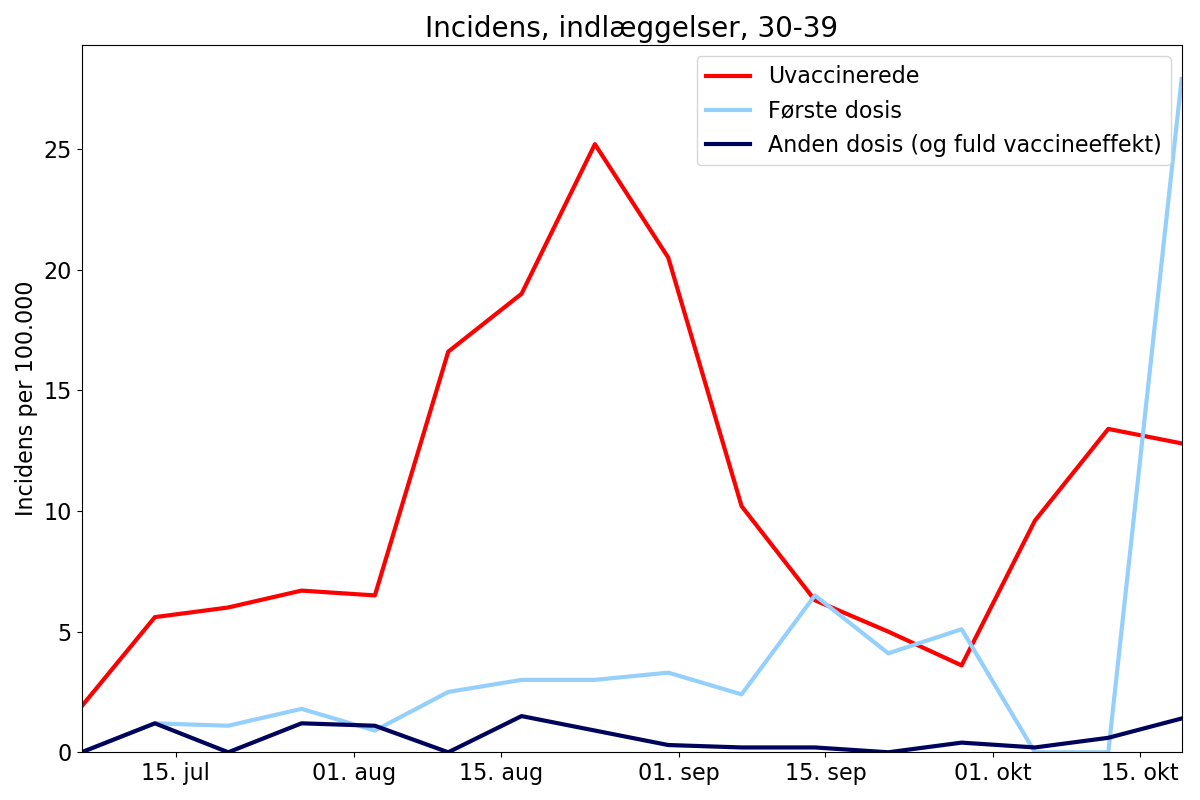 Incidens, indlæggelser, 30-39
Uvaccinerede
Første dosis
Anden dosis (og fuld vaccineeffekt)
Incidens per 100.000
25
20
15
10
5
0
15. jul
01. aug
15. aug
01. sep
15. sep
01. okt
15. okt